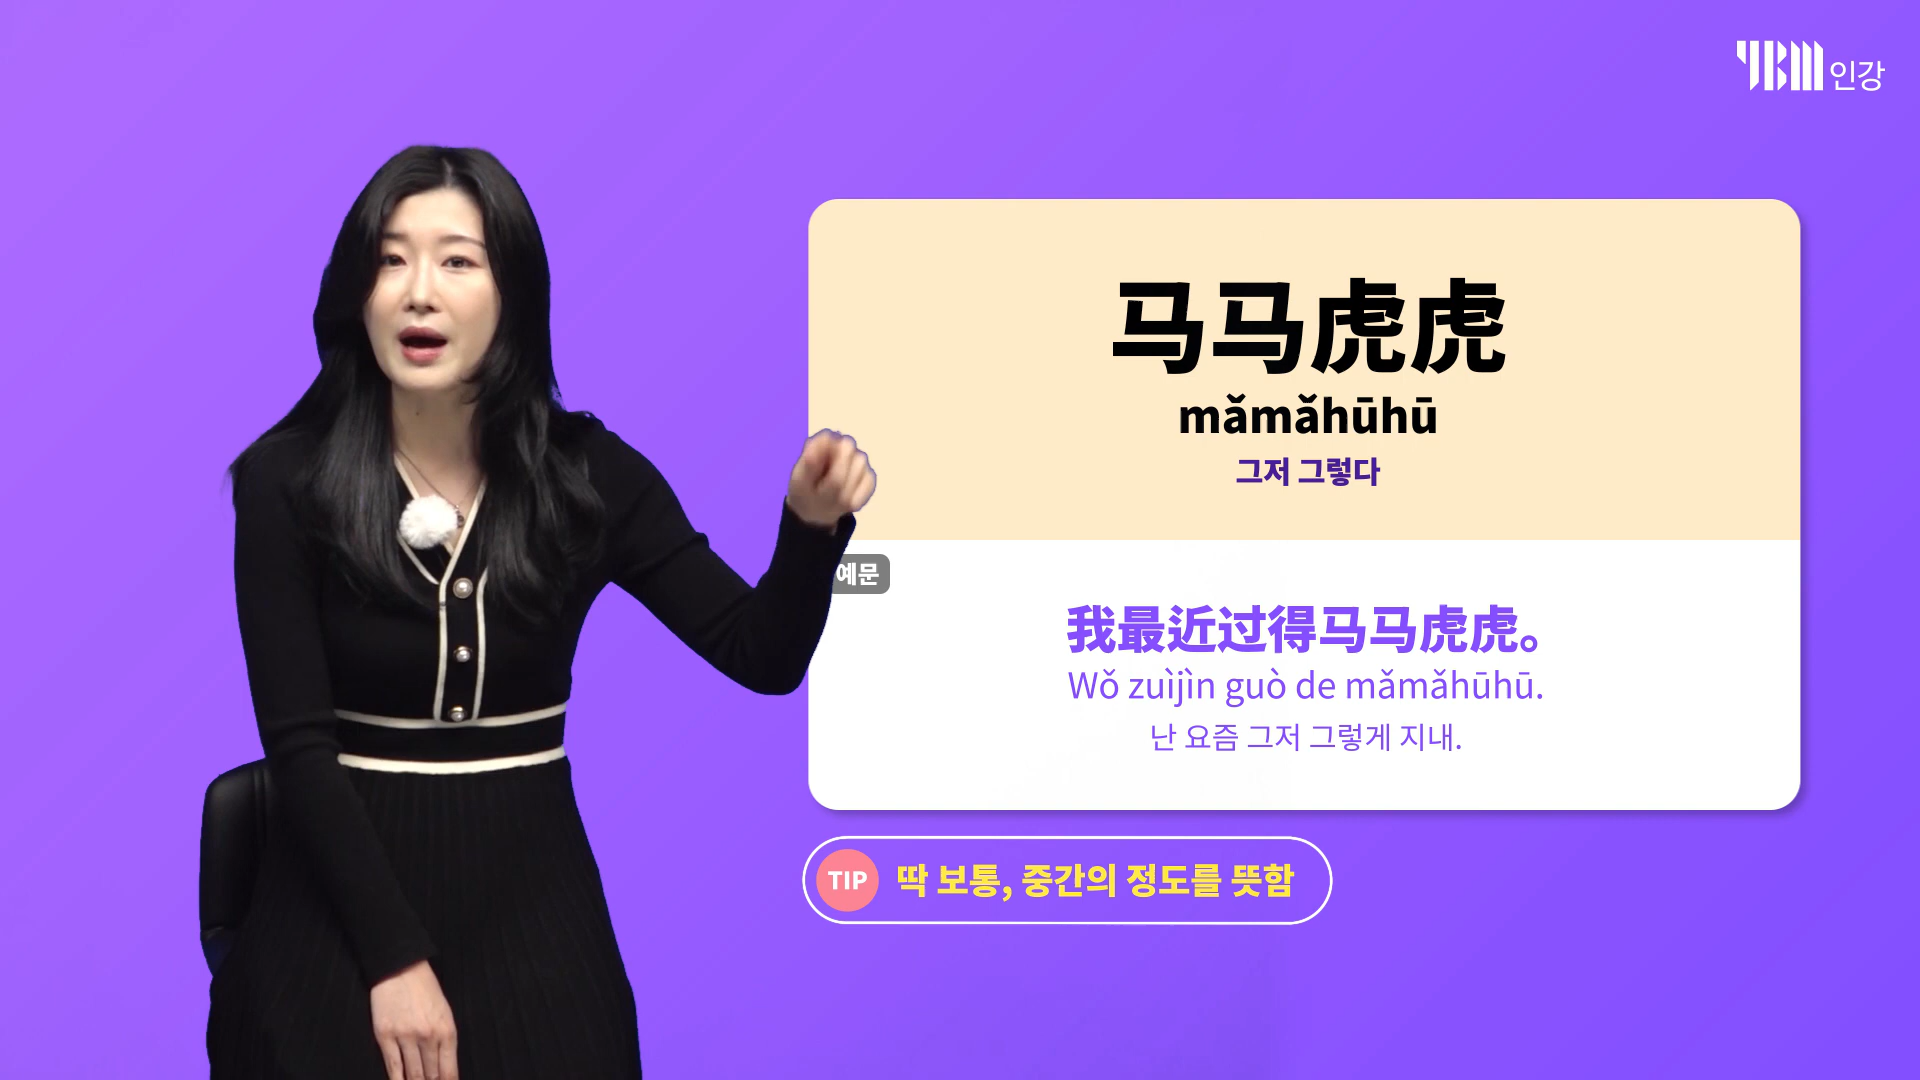 YBM 인강
马马虎虎
mǎmǎhūhū
그저 그렇다
예문
我最近过得马马虎虎。
Wǒ zuìjìn guò de mǎmǎhūhū.
난 요즘 그저 그렇게 지내.
TIP 딱 보통, 중간의 정도를 뜻함